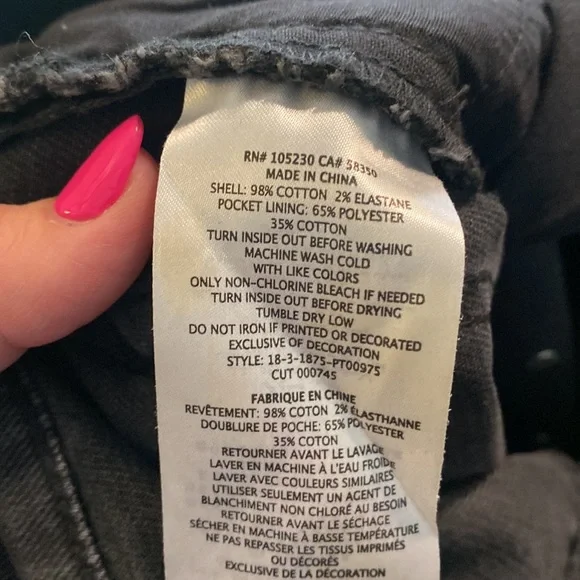 RN# 105230 CA# 58350
MADE IN CHINA
SHELL: 98% COTTON 2% ELASTANE
POCKET LINING: 65% POLYESTER
35% COTTON
TURN INSIDE OUT BEFORE WASHING
MACHINE WASH COLD
WITH LIKE COLORS
ONLY NON-CHLORINE BLEACH IF NEEDED
TURN INSIDE OUT BEFORE DRYING
TUMBLE DRY LOW
DO NOT IRON IF PRINTED OR DECORATED
EXCLUSIVE OF DECORATION
STYLE: 18-3-1875-PT00975
CUT 000745
FABRIQUE EN CHINE
REVÊTEMENT: 98% COTON 2% ÉLASTHANNE
DOUBLURE DE POCHE: 65% POLYESTER
35% COTON
RETOURNER AVANT LE LAVAGE
LAVER EN MACHINE À L'EAU FROIDE
LAVER AVEC COULEURS SIMILAIRES
UTILISER SEULEMENT UN AGENT DE
BLANCHIMENT NON CHLORÉ AU BESOIN
RETOURNER AVANT LE SÉCHAGE
SÉCHER EN MACHINE À BASSE TEMPÉRATURE
NE PAS REPASSER LES TISSUS IMPRIMÉS
OU DÉCORÉS
EXCLUSIVE DE LA DÉCORATION